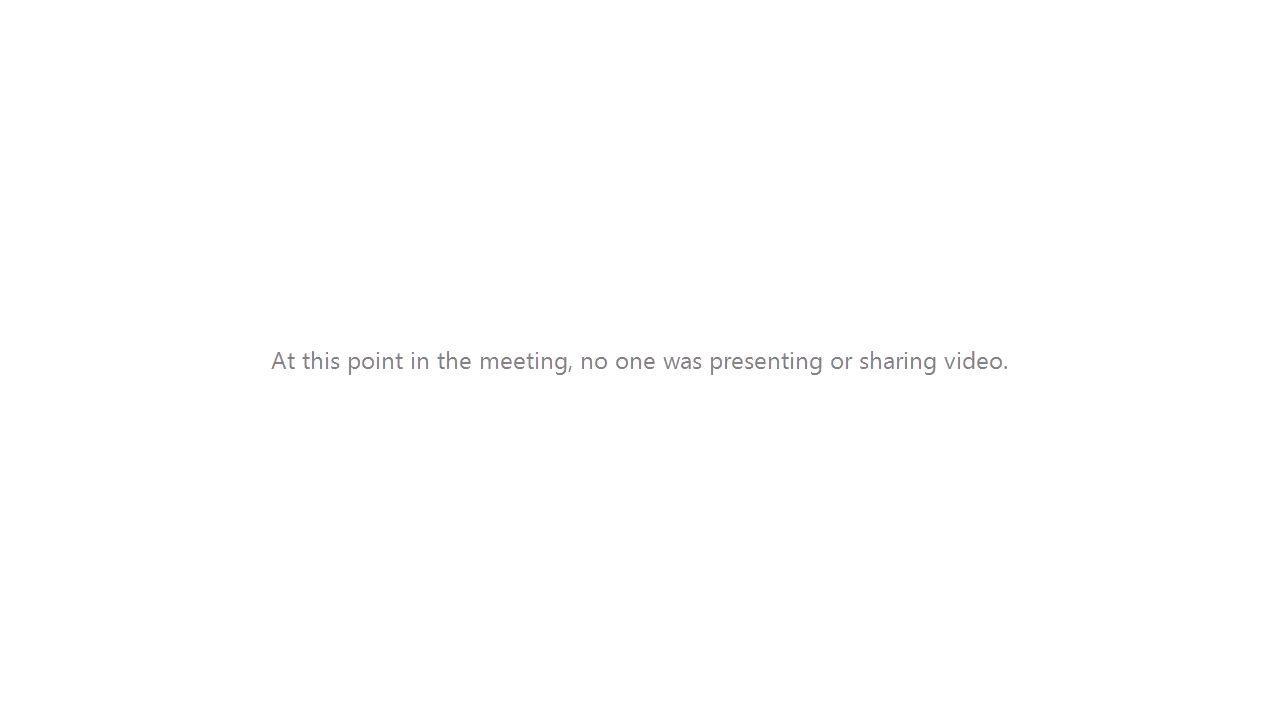 At this point in the meeting, no one was presenting or sharing video.